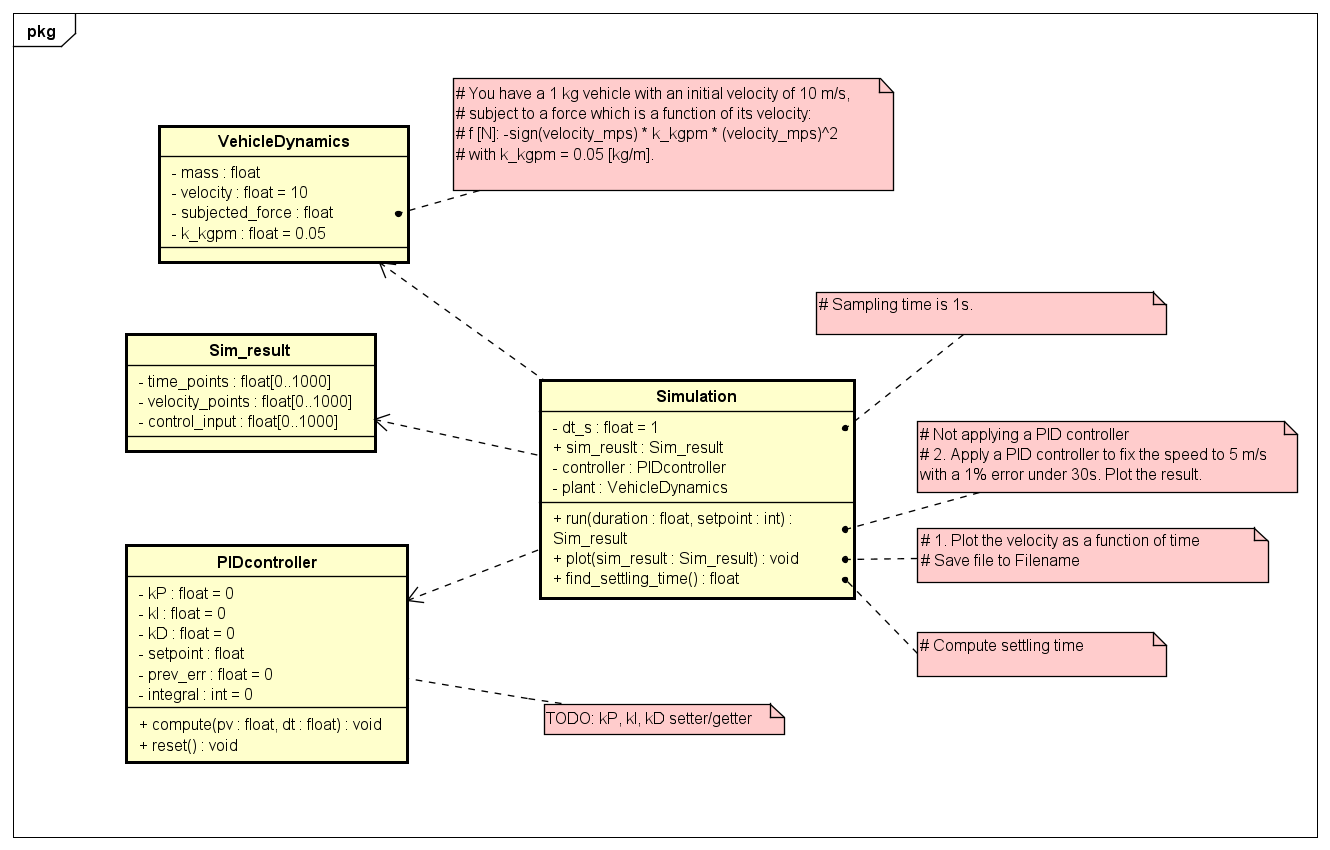 pkg
# You have a 1 kg vehicle with an initial velocity of 10 m/s,
# subject to a force which is a function of its velocity:
# f [N]: -sign(velocity_mps) * k_kgpm * (velocity_mps)^2
# with k_kgpm = 0.05 [kg/m].
VehicleDynamics
- mass : float
- velocity : float = 10
- subjected_force : float
- k_kgpm : float = 0.05
# Sampling time is 1s.
Sim_result
- time_points : float[0..1000]
- velocity_points : float[0..1000]
- control_input : float[0..1000]
Simulation
- dt_s : float = 1
+ sim_reuslt : Sim_result
- controller : PIDcontroller
- plant : VehicleDynamics
+ run(duration : float, setpoint : int) :
Sim_result
+ plot(sim_result : Sim_result) : void
+ find_settling_time() : float
# Not applying a PID controller
# 2. Apply a PID controller to fix the speed to 5 m/s
with a 1% error under 30s. Plot the result.
# 1. Plot the velocity as a function of time
# Save file to Filename
# Compute settling time
PIDcontroller
- kP : float = 0
- kI : float = 0
- kD : float = 0
- setpoint : float
- prev_err : float = 0
- integral : int = 0
+ compute(pv : float, dt : float) : void
+ reset() : void
TODO: kP, kI, kD setter/getter